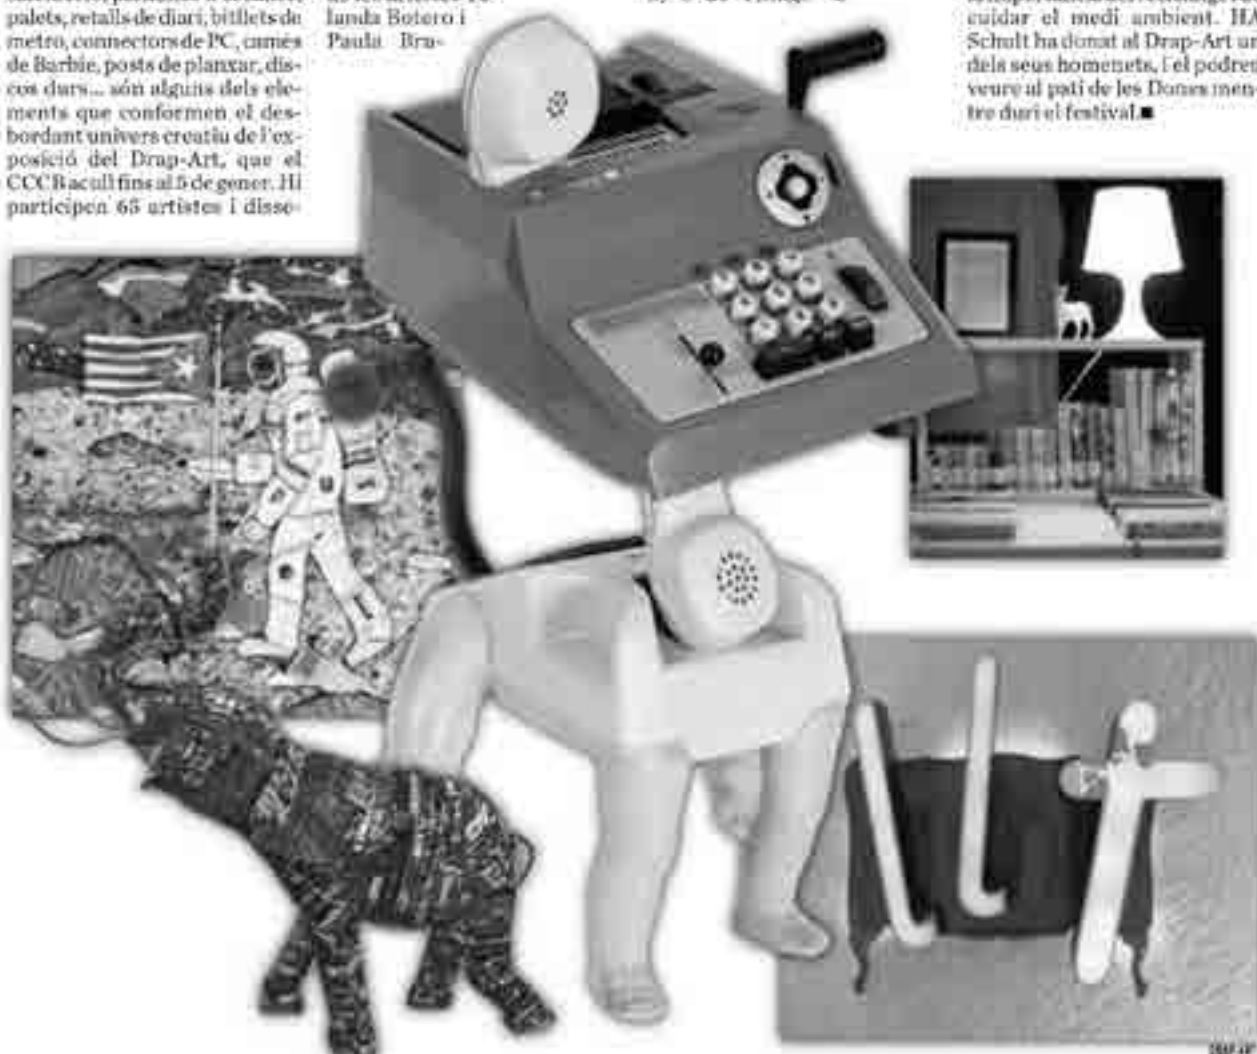 palets, retalls de diari, bitllets de
metro, connectors de PC, cames
de Barbie, posts de planxar, dis-
cos durs... són alguns dels ele-
ments que conformen el des-
bordant univers creatiu de l'ex-
posició del Drap-Art, que el
CCCB acull fins al 5 de gener. Hi
participen 65 artistes i disse-
landa Botero i
Paula Bru-
cuidar el medi ambient. HA
Schult ha donat al Drap-Art un
dels seus homenets, i el podren
veure al pati de les Dones men-
tre duri el festival.■